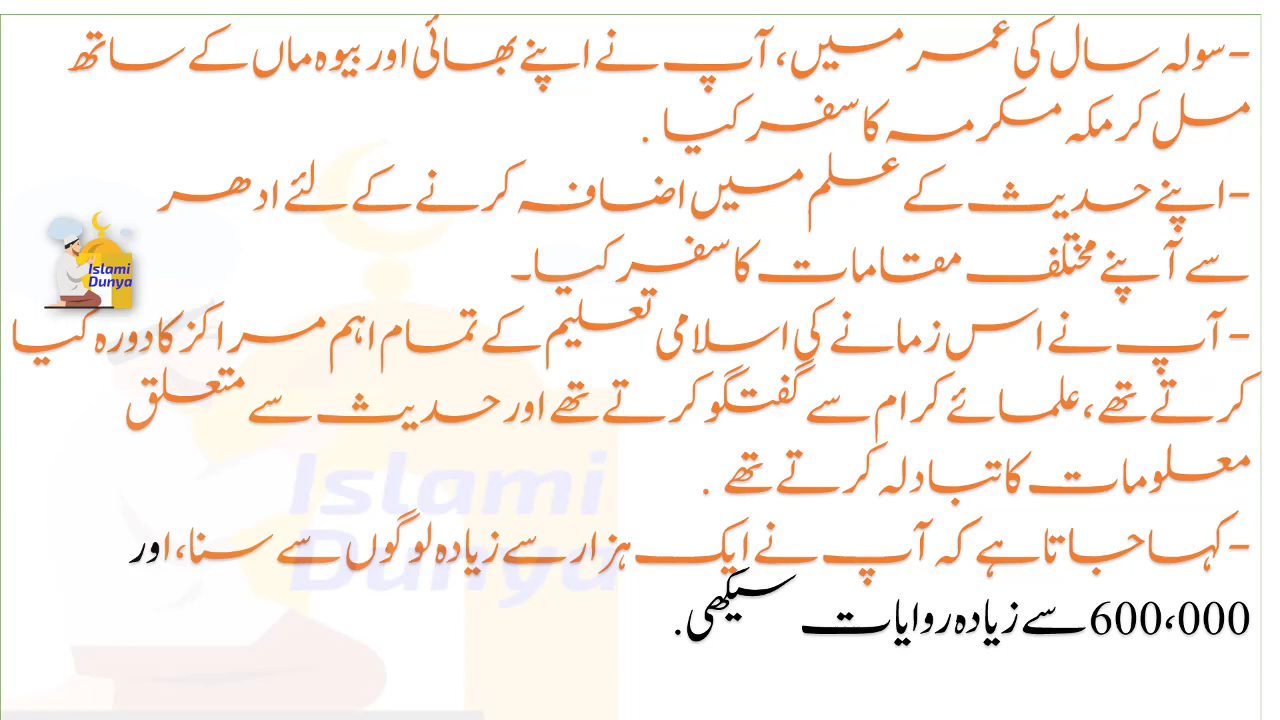 -سولہ سال کی عمر میں، آپ نے اپنے بھائی اور بیوہ ماں کے ساتھ
مل کر مکہ مکرمہ کا سفر کیا .
-اپنے حدیث کے علم میں اضافہ کرنے کے لئے ادھر
سے آپنے مختلف مقامات کا سفر کیا۔
-آپ نے اس زمانے کی اسلامی تعلیم کے تمام اہم مراکز کا دورہ کیا
کرتے تھے، علمائے کرام سے گفتگو کرتے تھے اور حدیث سے متعلق
معلومات کا تبادلہ کرتے تھے .
-کہا جاتا ہے کہ آپ نے ایک ہزار سے زیادہ لوگوں سے سنا، اور
600،000 سے زیادہ روایات سیکھی.
Islami
Dunya
Islami
Dunya